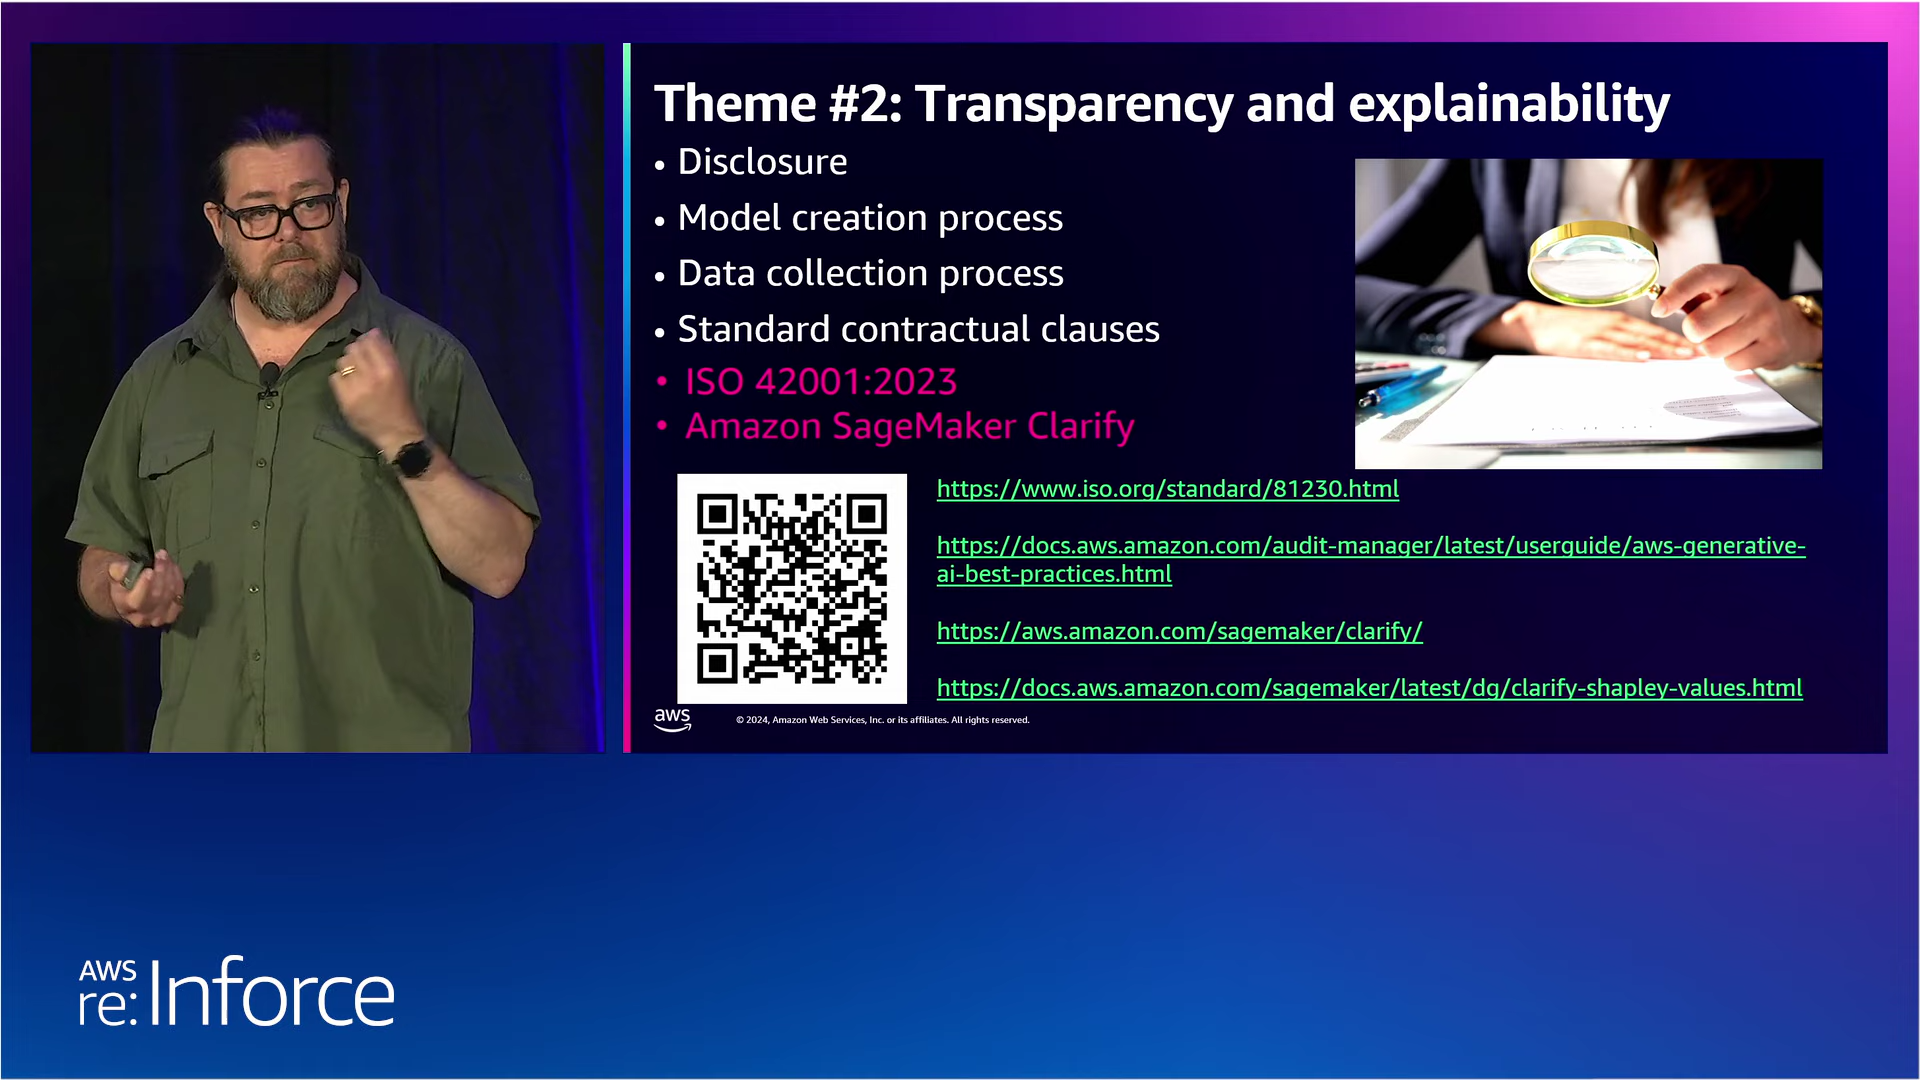 Theme #2: Transparency and explainability
• Disclosure
• Model creation process
• Data collection process
• Standard contractual clauses
• ISO 42001:2023
• Amazon SageMaker Clarify
https://www.iso.org/standard/81230.html
https://docs.aws.amazon.com/audit-manager/latest/userguide/aws-generative-
ai-best-practices.html
https://aws.amazon.com/sagemaker/clarify/
https://docs.aws.amazon.com/sagemaker/latest/dg/clarify-shapley-values.html
aws
© 2024, Amazon Web Services, Inc. or its affiliates. All rights reserved.
AWS
re:Inforce